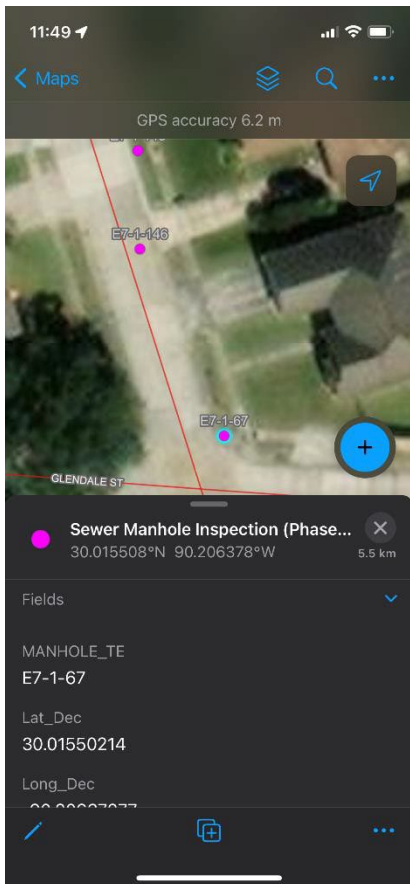 11:49
Maps
GPS accuracy 6.2 m
E7-1-146
E7-1-67
GLENDALE ST
Sewer Manhole Inspection (Phase...
30.015508°N 90.206378°W
5.5 km
Fields
MANHOLE_TE
E7-1-67
Lat_Dec
30.01550214
Long_Dec